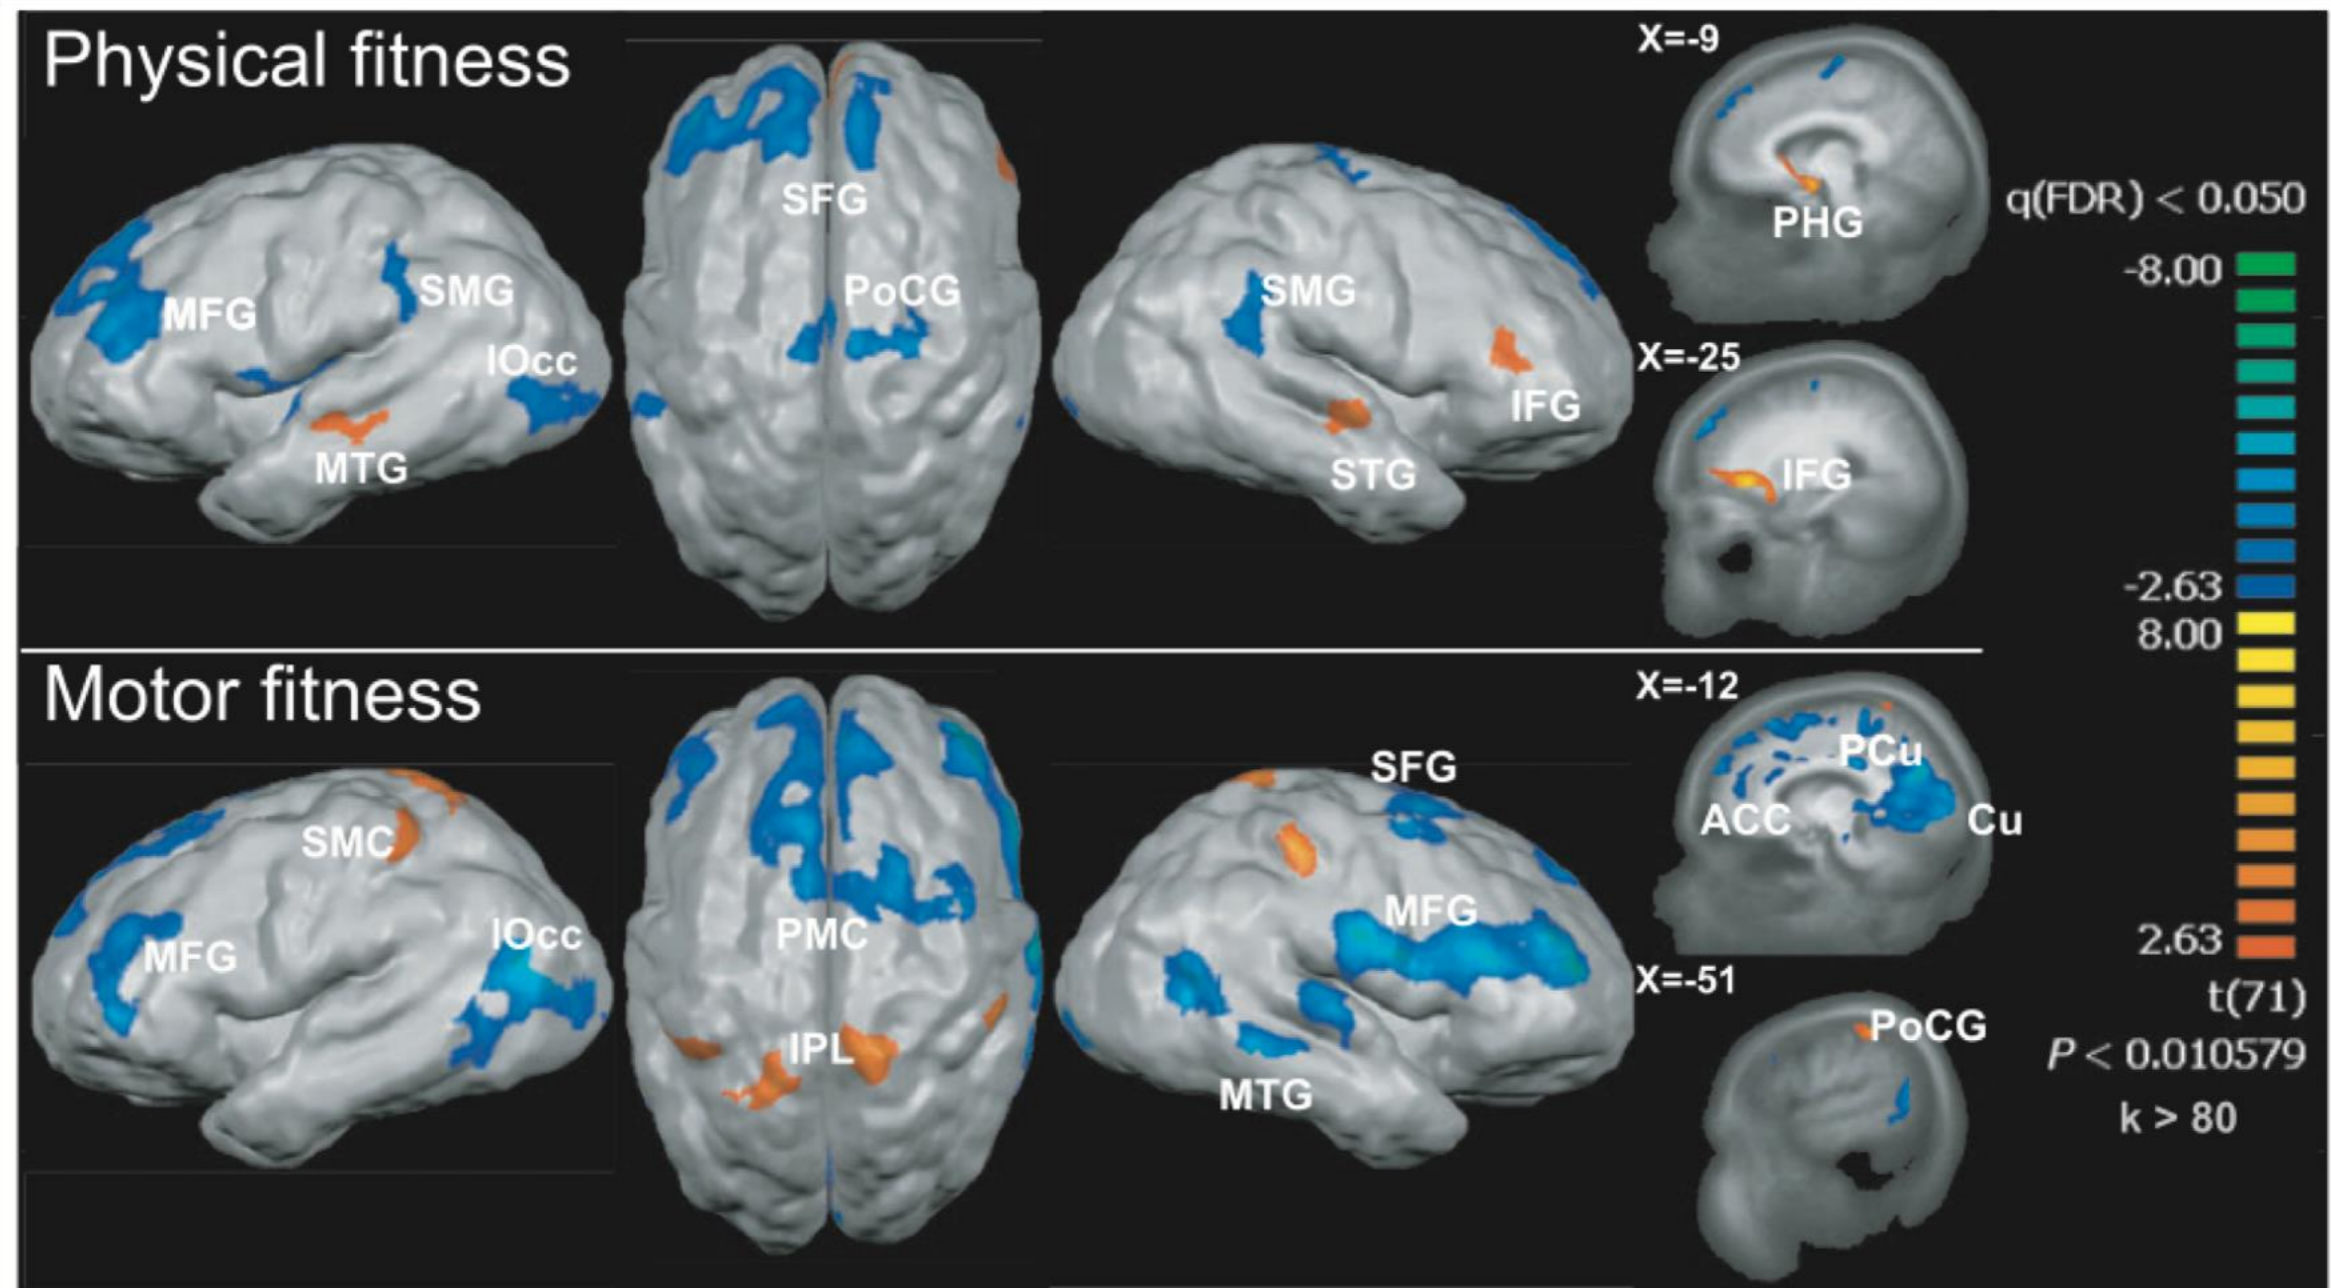 Physical fitness
MFG
SMG
lOcc
MTG
SFG
PoCG
SMG
IFG
STG
X=-9
PHG
X=-25
IFG
q(FDR) < 0.050
-8.00
-2.63
8.00
2.63
t(71)
P < 0.010579
k > 80
Motor fitness
SMC
MFG
lOcc
PMC
IPL
SFG
MFG
MTG
X=-12
PCu
ACC
Cu
X=-51
PoCG